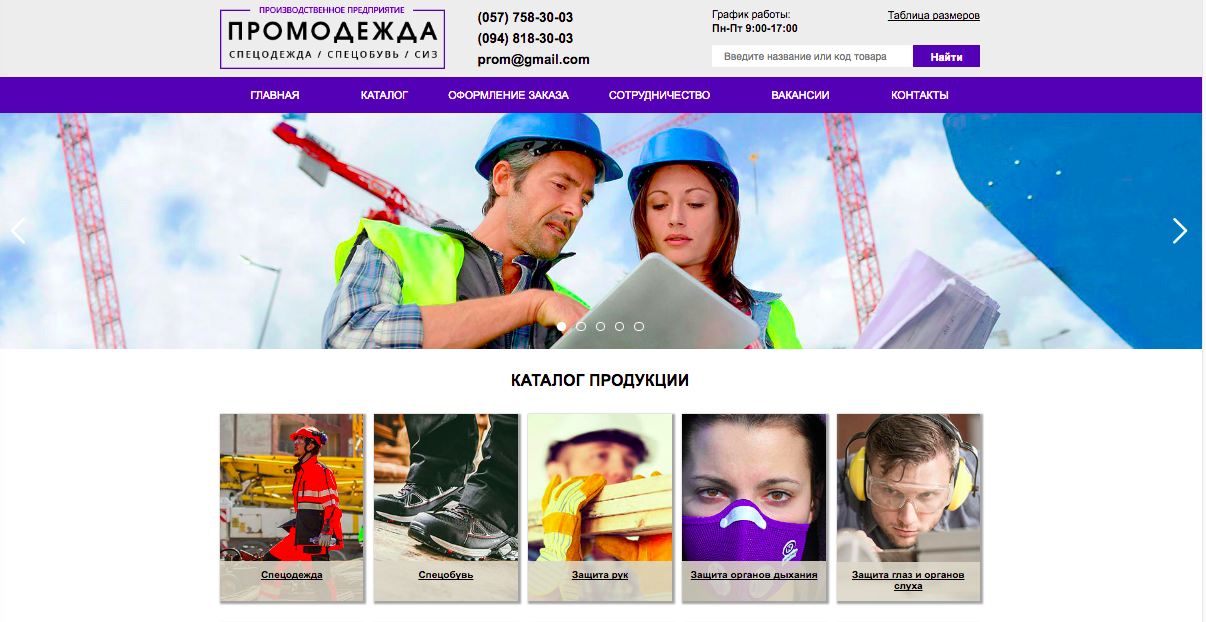 ПРОИЗВОДСТВЕННОЕ ПРЕДПРИЯТИЕ
ПРОМОДЕЖДА
СПЕЦОДЕЖДА / СПЕЦОБУВЬ / СИЗ
(057) 758-30-03
(094) 818-30-03
prom@gmail.com
График работы:
Пн-Пт 9:00-17:00
Таблица размеров
Введите название или код товара
Найти
ГЛАВНАЯ КАТАЛОГ ОФОРМЛЕНИЕ ЗАКАЗА СОТРУДНИЧЕСТВО ВАКАНСИИ КОНТАКТЫ
КАТАЛОГ ПРОДУКЦИИ
Спецодежда
Спецобувь
Защита рук
Защита органов дыхания
Защита глаз и органов
слуха